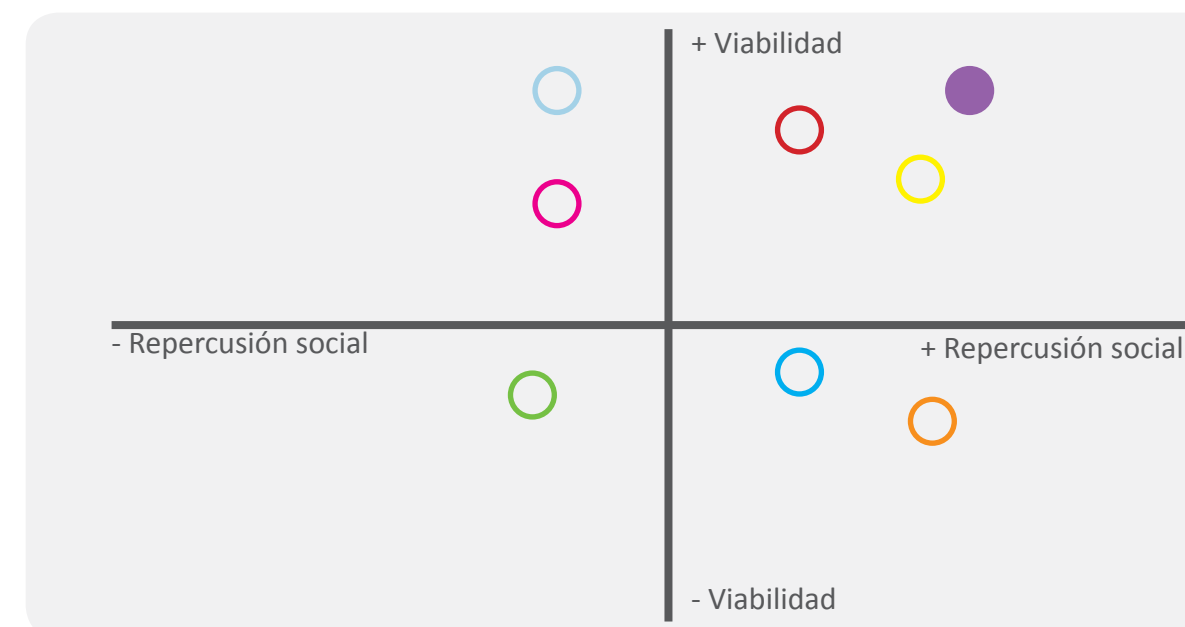 + Viabilidad
- Repercusión social
+ Repercusión social
- Viabilidad